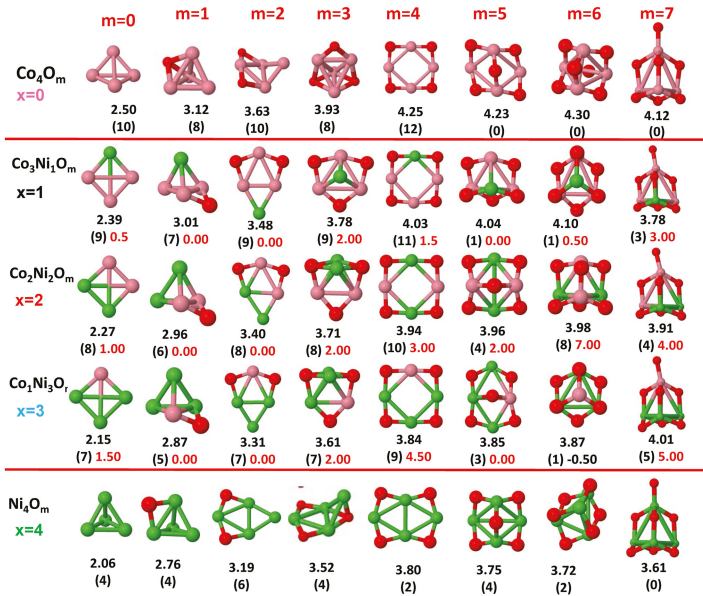 m=0 m=1 m=2 m=3 m=4 m=5 m=6 m=7
Co₄Oₘ
x=0
2.50 3.12 3.63 3.93 4.25 4.23 4.30 4.12
(10) (8) (10) (8) (12) (0) (0) (0)
Co₃Ni₁Oₘ
x=1
2.39 3.01 3.48 3.78 4.03 4.04 4.10 3.78
(9) 0.5 (7) 0.00 (9) 0.00 (9) 2.00 (11) 1.5 (1) 0.00 (1) 0.50 (3) 3.00
Co₂Ni₂Oₘ
x=2
2.27 2.96 3.40 3.71 3.94 3.96 3.98 3.91
(8) 1.00 (6) 0.00 (8) 0.00 (8) 2.00 (10) 3.00 (4) 2.00 (8) 7.00 (4) 4.00
Co₁Ni₃Oᵣ
x=3
2.15 2.87 3.31 3.61 3.84 3.85 3.87 4.01
(7) 1.50 (5) 0.00 (7) 0.00 (7) 2.00 (9) 4.50 (3) 0.00 (1) -0.50 (5) 5.00
Ni₄Oₘ
x=4
2.06 2.76 3.19 3.52 3.80 3.75 3.72 3.61
(4) (4) (6) (4) (2) (4) (2) (0)